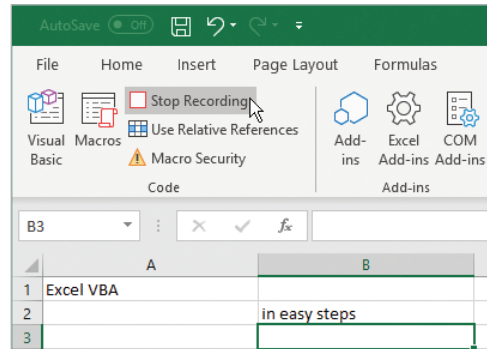 AutoSave Off
File Home Insert Page Layout Formulas
Stop Recording
Use Relative References
Macro Security
Visual Basic
Macros
Code
Add-ins
Excel Add-ins
COM Add-ins
Add-ins
B3 fx
A B
1 Excel VBA
2 in easy steps
3